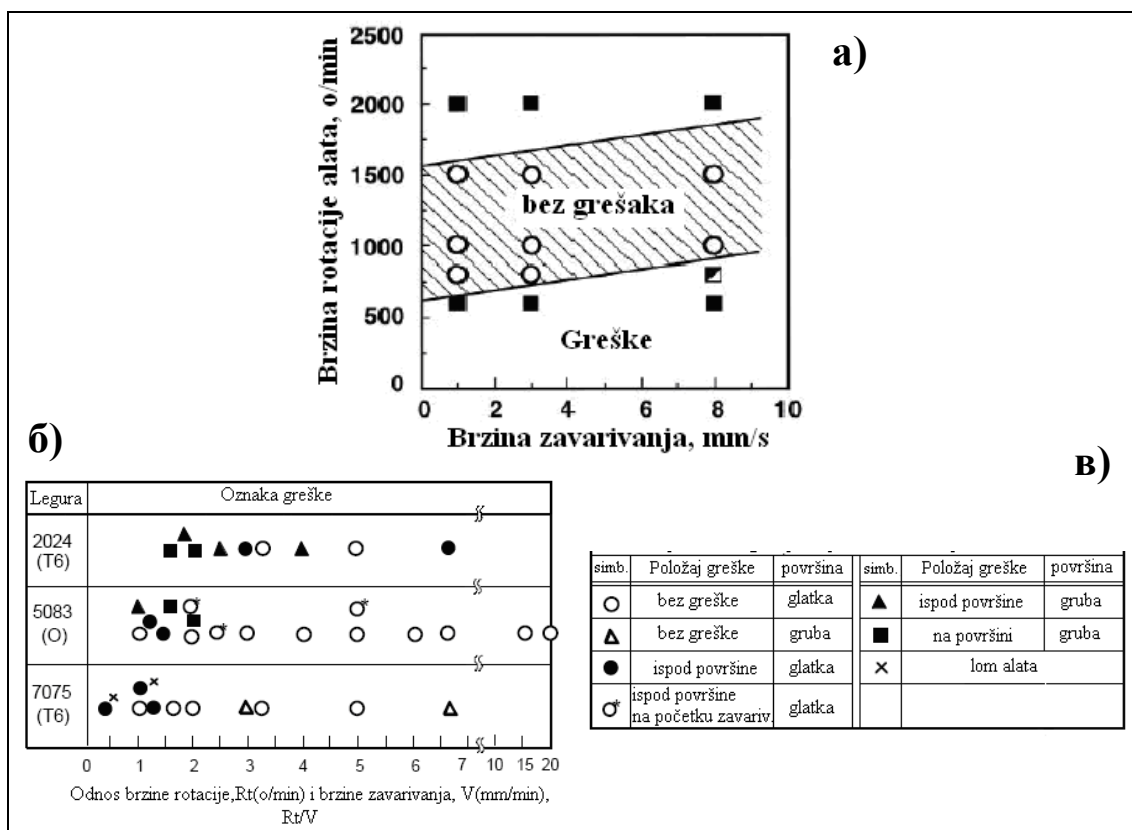 a)
2500
2000
1500
1000
500
0
Brzina rotacije alata, o/min
bez grešaka
Greške
0 2 4 6 8 10
Brzina zavarivanja, mm/s
б)
Legura Oznaka greške
2024
(T6)
5083
(O)
7075
(T6)
0 1 2 3 4 5 6 7 10 15 20
Odnos brzine rotacije,Rt(o/min) i brzine zavarivanja, V(mm/min),
Rt/V
в)
simb. Položaj greške površina simb. Položaj greške površina
bez greške glatka ispod površine gruba
bez greške gruba na površini gruba
ispod površine glatka lom alata
ispod površine
na početku zavariv. glatka